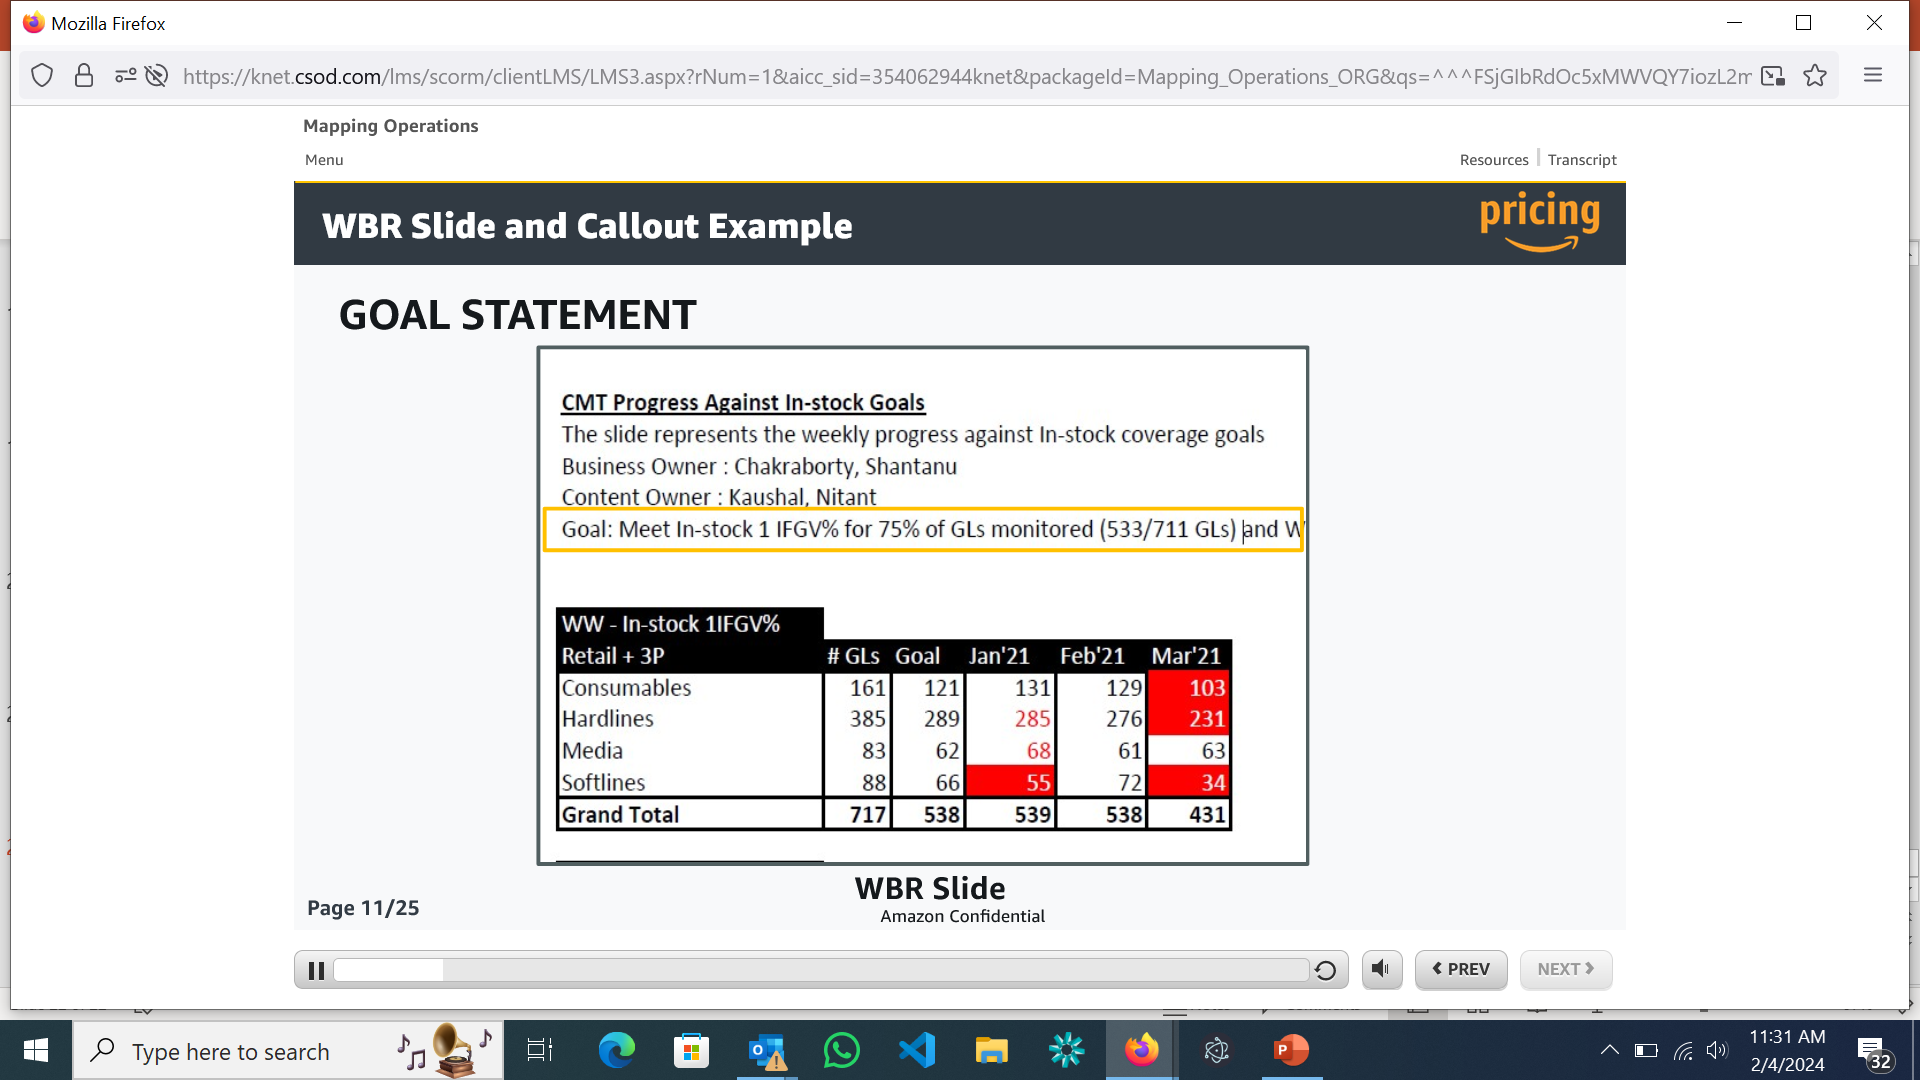 Mozilla Firefox
https://knet.csod.com/lms/scorm/clientLMS/LMS3.aspx?rNum=1&aicc_sid=354062944knet&packageId=Mapping_Operations_ORG&qs=^^^FSjGIbRdOc5xMWVQY7iozL2m
Mapping Operations
Menu
Resources
Transcript
WBR Slide and Callout Example
pricing
GOAL STATEMENT
CMT Progress Against In-stock Goals
The slide represents the weekly progress against In-stock coverage goals
Business Owner : Chakraborty, Shantanu
Content Owner : Kaushal, Nitant
Goal: Meet In-stock 1 IFGV% for 75% of GLs monitored (533/711 GLs) and W
WW - In-stock 1IFGV%
Retail + 3P # GLs Goal Jan'21 Feb'21 Mar'21
Consumables 161 121 131 129 103
Hardlines 385 289 285 276 231
Media 83 62 68 61 63
Softlines 88 66 55 72 34
Grand Total 717 538 539 538 431
WBR Slide
Page 11/25
Amazon Confidential
PREV
NEXT
Type here to search
11:31 AM
2/4/2024
32